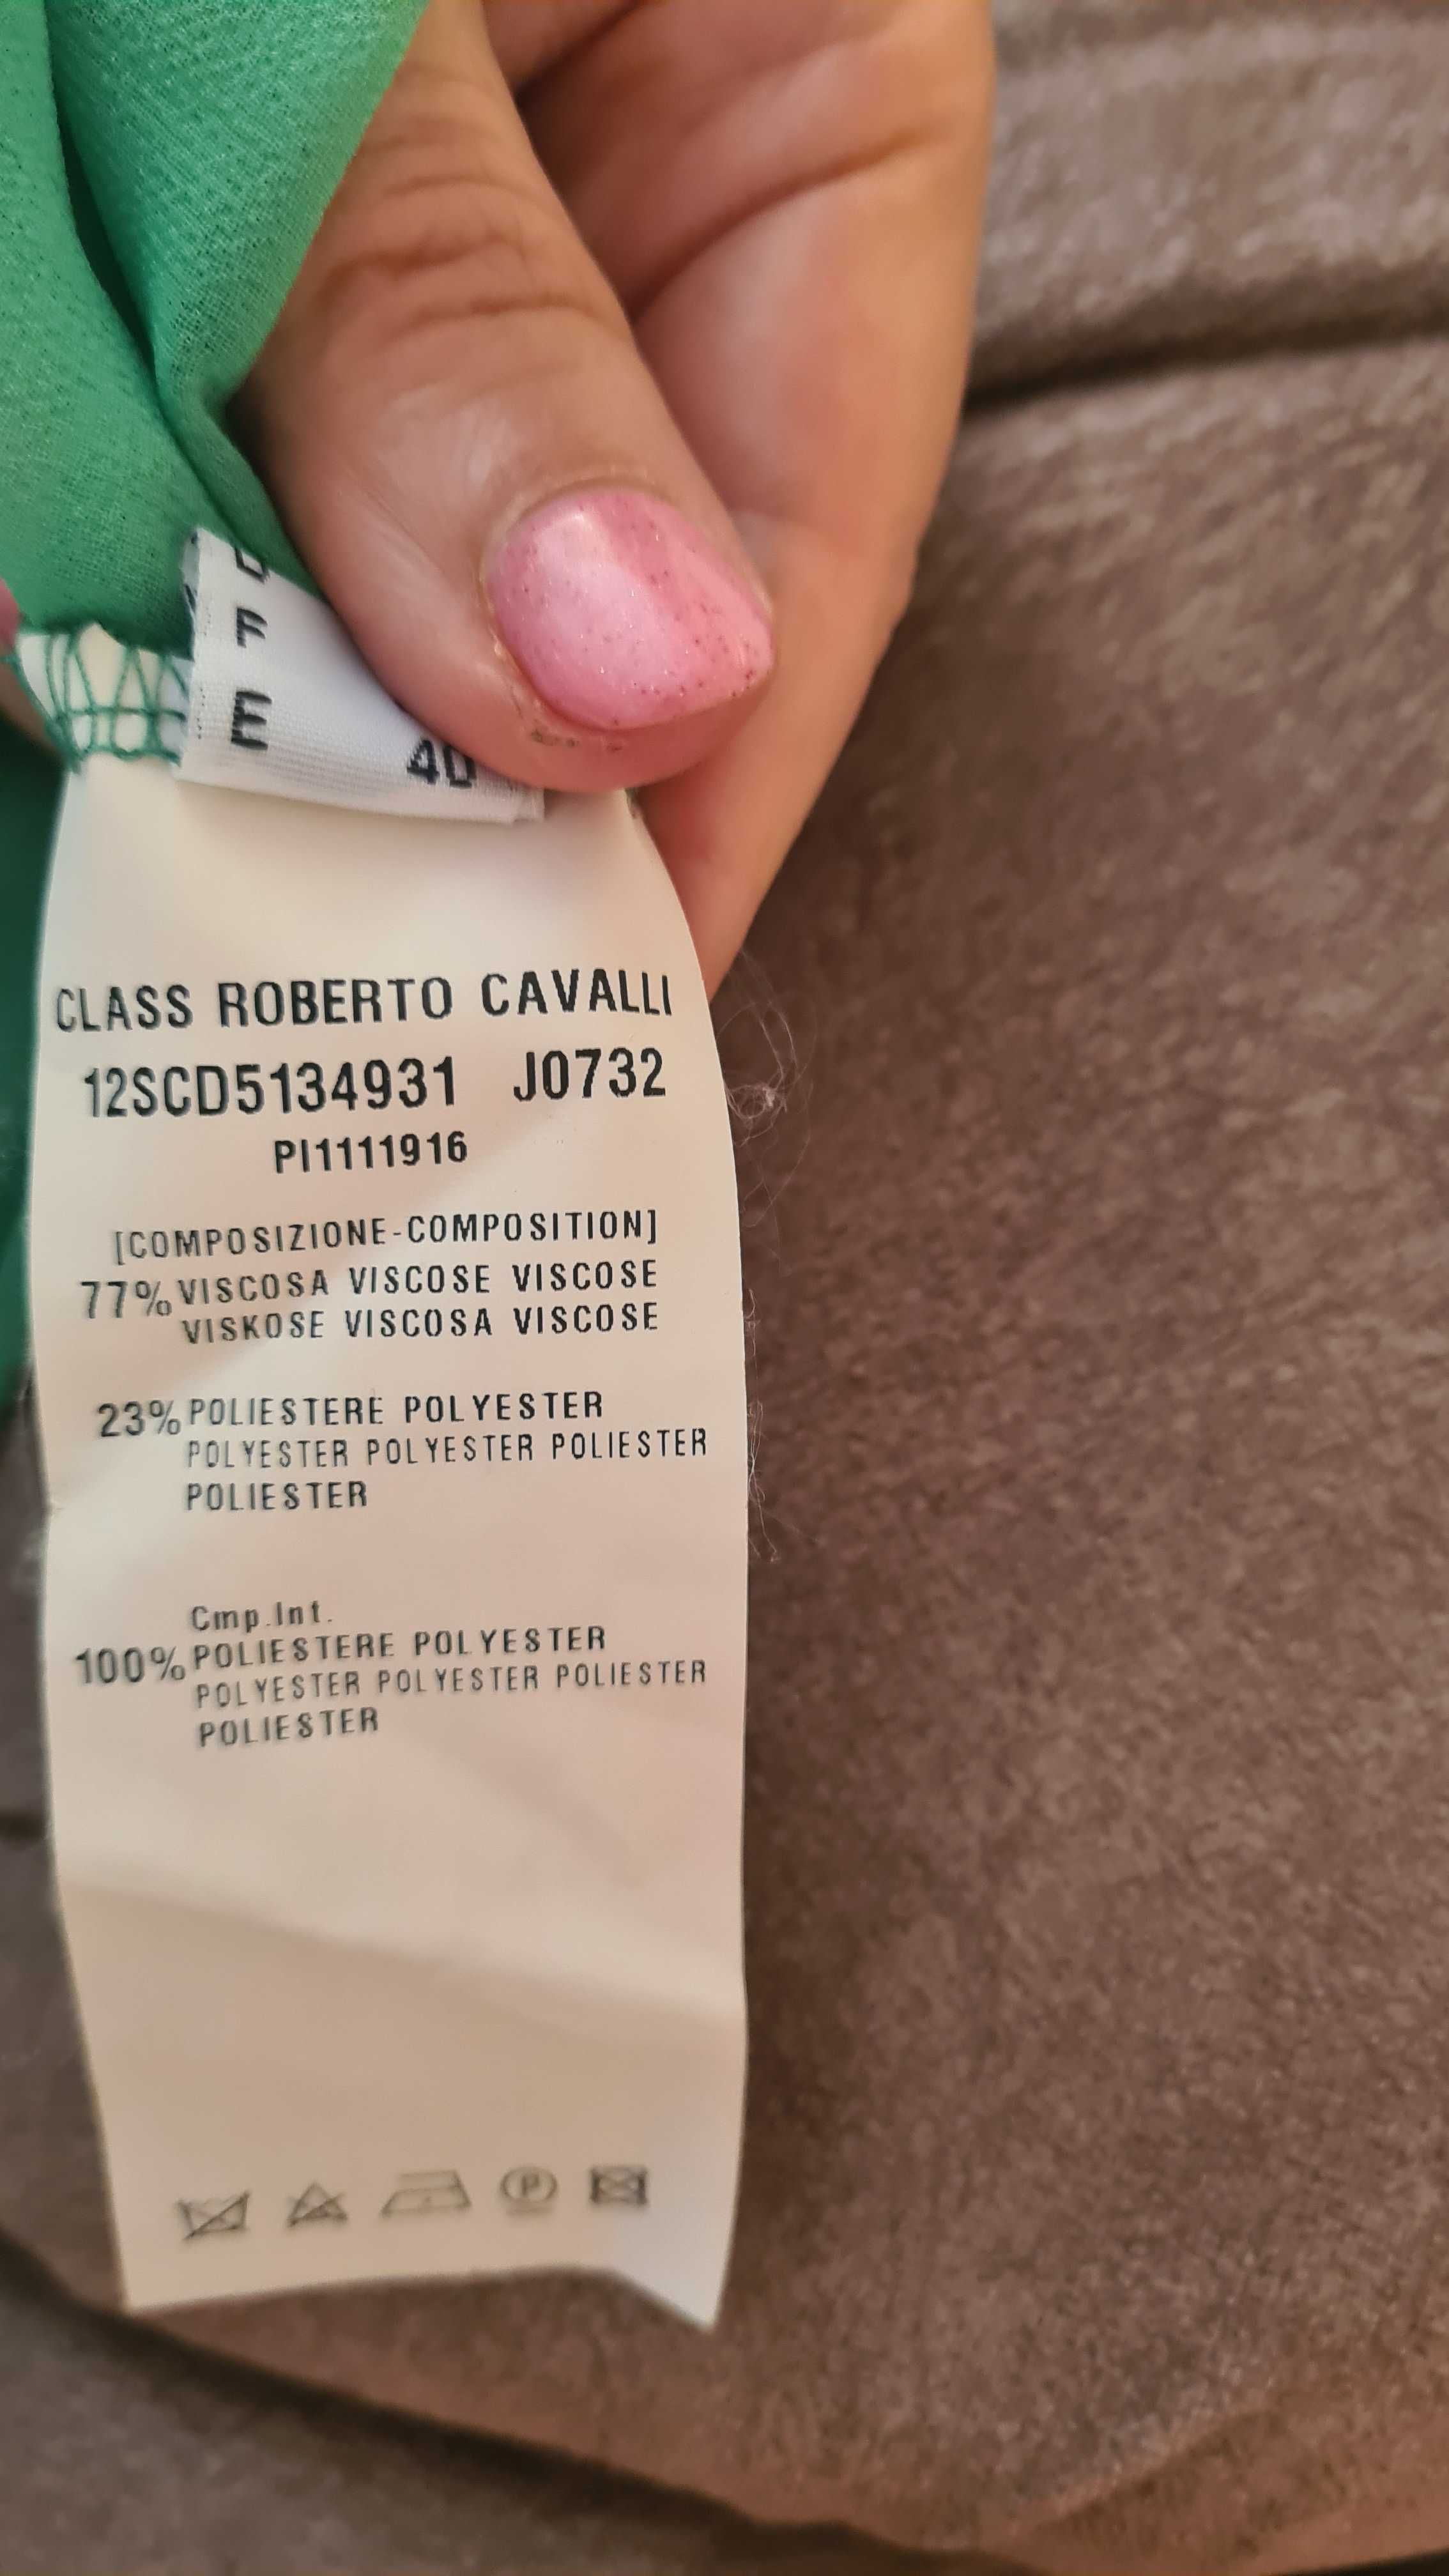 F
E 40
CLASS ROBERTO CAVALLI
12SCD5134931 J0732
PI1111916
[COMPOSIZIONE-COMPOSITION]
77% VISCOSA VISCOSE VISCOSE
VISKOSE VISCOSA VISCOSE
23% POLIESTERE POLYESTER
POLYESTER POLYESTER POLIESTER
POLIESTER
Cmp.Int.
100% POLIESTERE POLYESTER
POLYESTER POLYESTER POLIESTER
POLIESTER
P